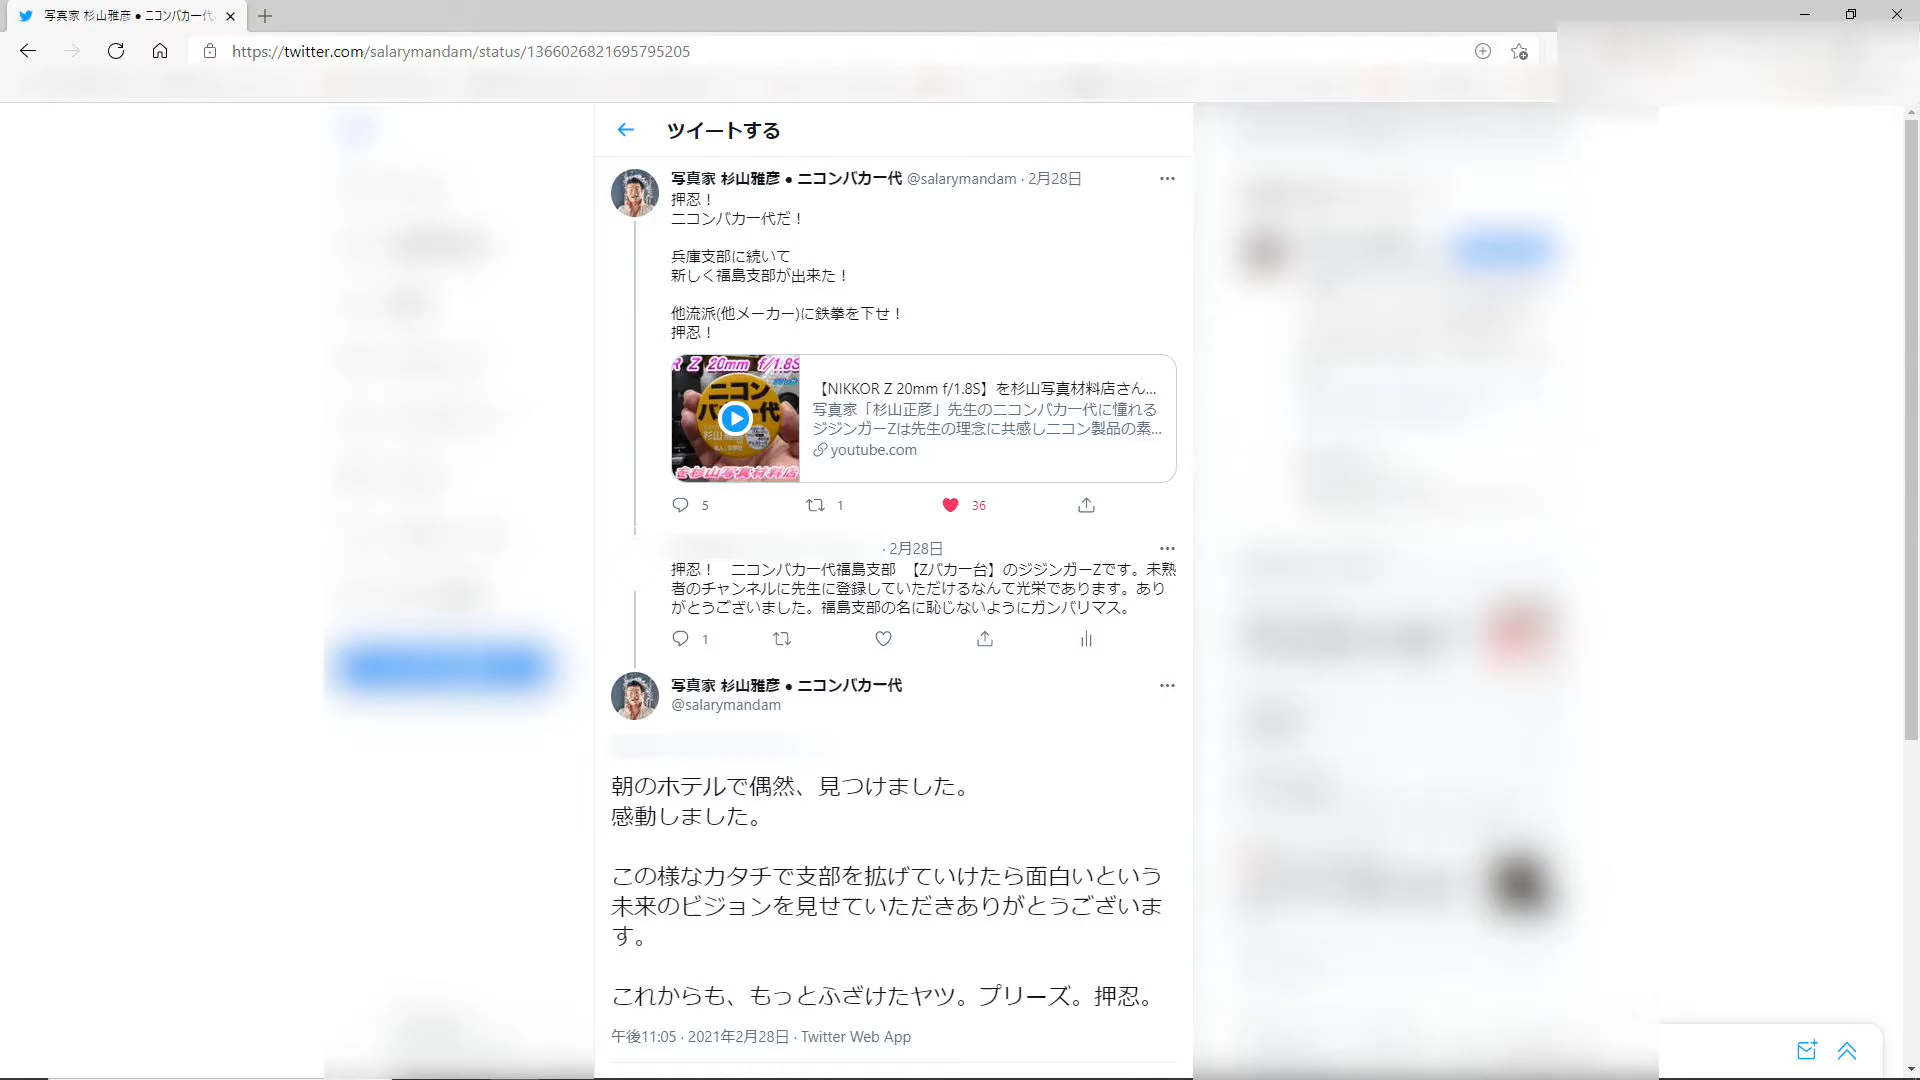 写真家 杉山雅彦 ● ニコンバカ一代
https://twitter.com/salarymandam/status/1366026821695795205
ツイートする
写真家 杉山雅彦 ● ニコンバカ一代 @salarymandam · 2月28日
押忍！
ニコンバカ一代だ！
兵庫支部に続いて
新しく福島支部が出来た！
他流派(他メーカー)に鉄拳を下せ！
押忍！
R Z 20mm f/1.8S
ニコン
バカ一代
を杉山写真材料店
【NIKKOR Z 20mm f/1.8S】を杉山写真材料店さん…
写真家「杉山正彦」先生のニコンバカ一代に憧れる
ジジンガーZは先生の理念に共感しニコン製品の素…
youtube.com
5 1 36
· 2月28日
押忍！　ニコンバカ一代福島支部　【Zバカ一台】のジジンガーZです。未熟
者のチャンネルに先生に登録していただけるなんて光栄であります。あり
がとうございました。福島支部の名に恥じないようにガンバリマス。
1
写真家 杉山雅彦 ● ニコンバカ一代
@salarymandam
朝のホテルで偶然、見つけました。
感動しました。
この様なカタチで支部を拡げていけたら面白いという
未来のビジョンを見せていただきありがとうございま
す。
これからも、もっとふざけたヤツ。プリーズ。押忍。
午後11:05 · 2021年2月28日 · Twitter Web App